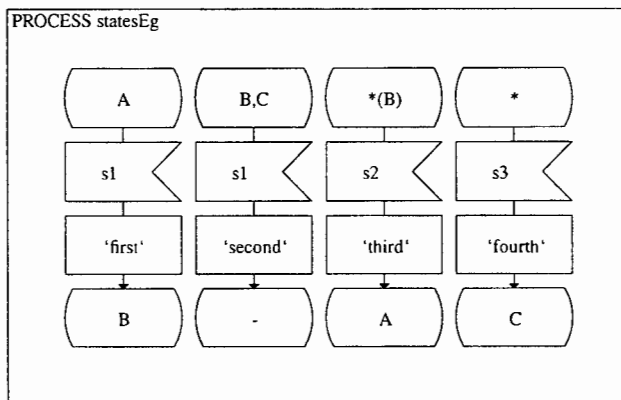 PROCESS statesEg
A
B,C
*(B)
*
s1
s1
s2
s3
‘first‘
‘second‘
‘third‘
‘fourth‘
B
-
A
C